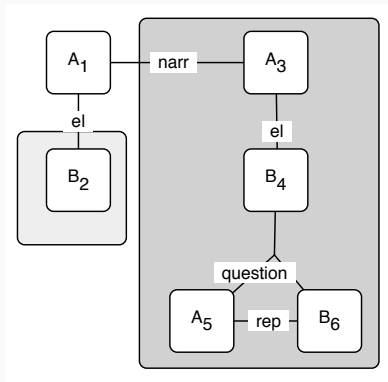 A1 narr A3
el
el
B2
B4
question
A5 rep B6